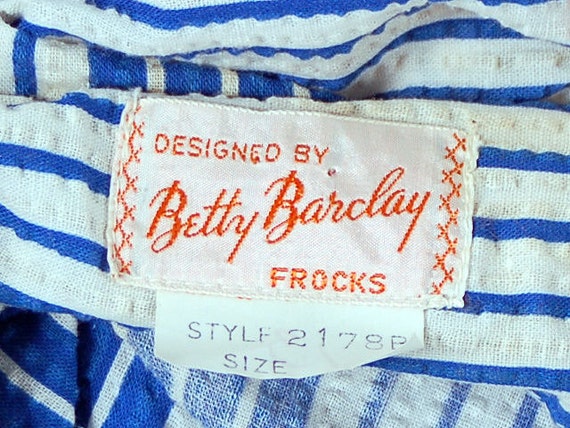 DESIGNED BY
Betty Barclay
FROCKS
STYLE 2178P
SIZE